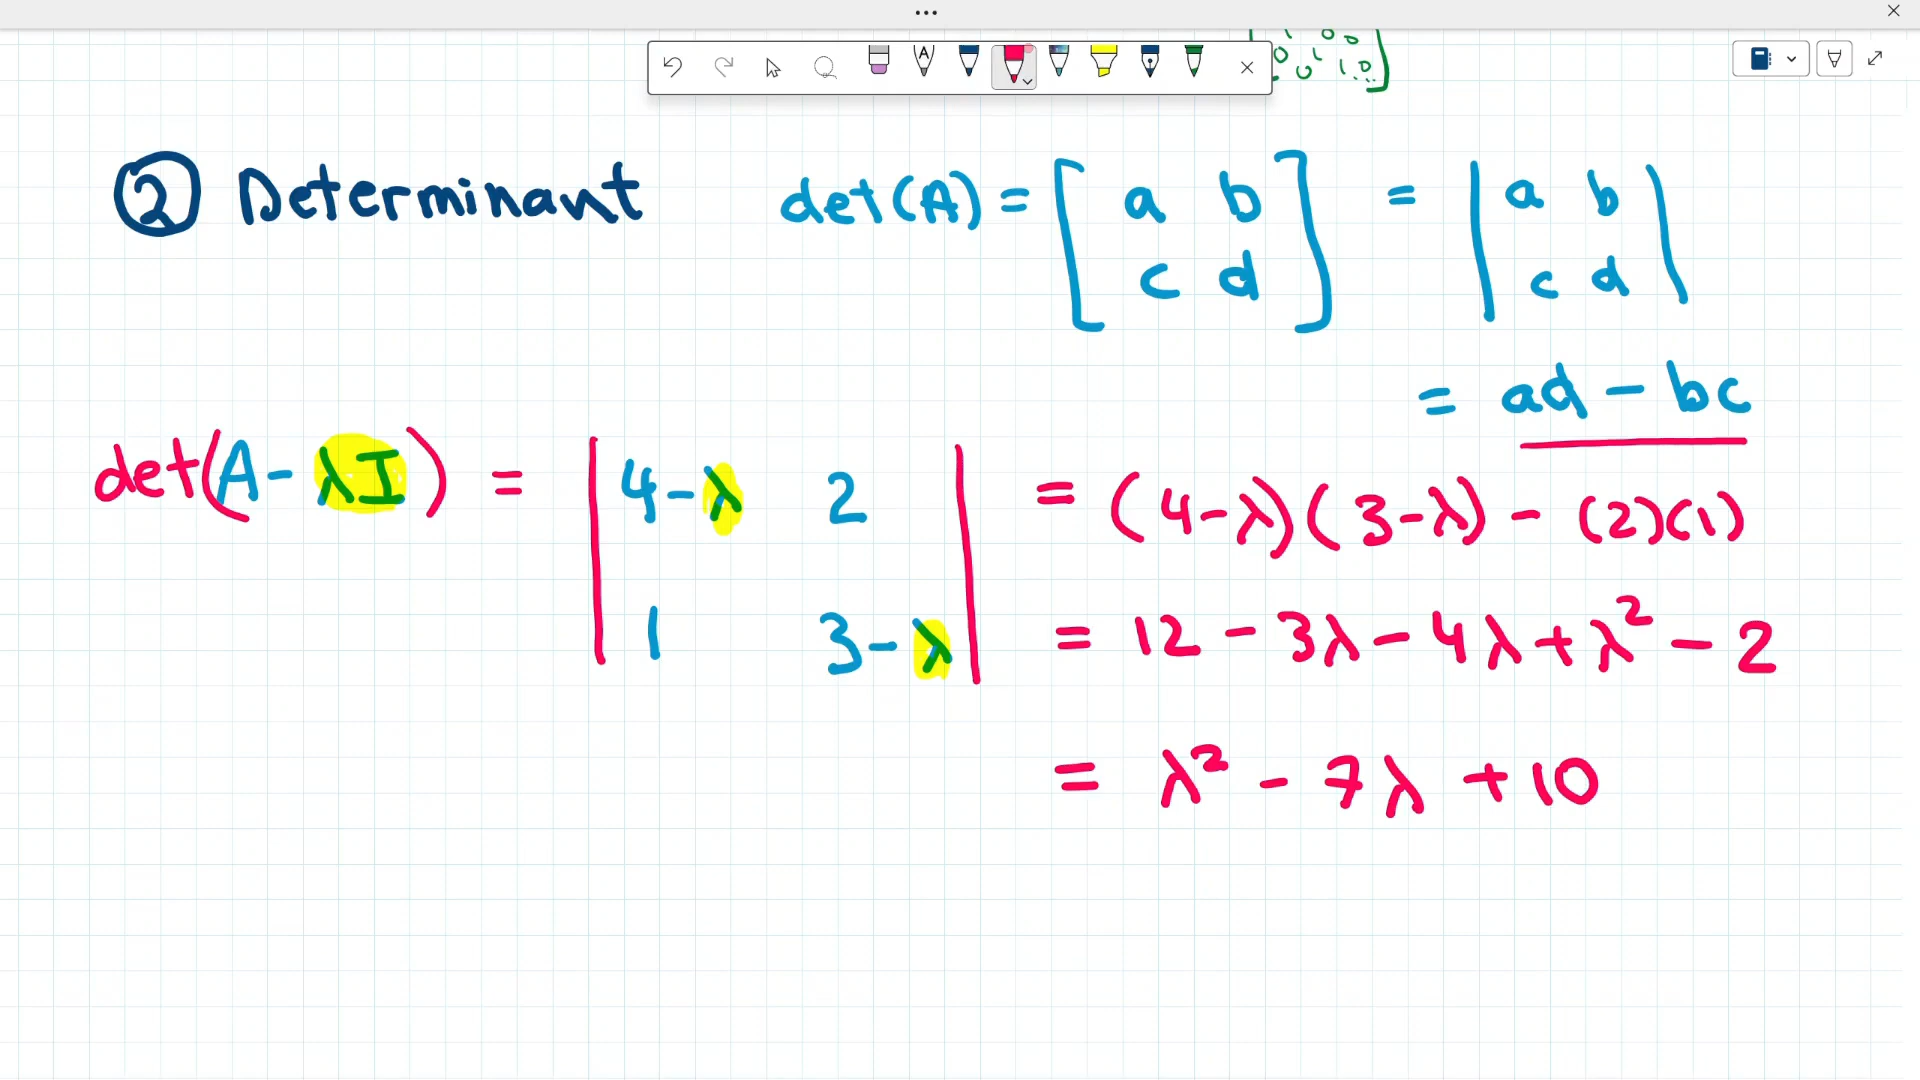 ② Determinant det(A) = [ a b
c d ] = | a b
c d |
= ad - bc
det(A - λI) = | 4-λ 2
1 3-λ | = (4-λ)(3-λ) - (2)(1)
= 12 - 3λ - 4λ + λ² - 2
= λ² - 7λ + 10